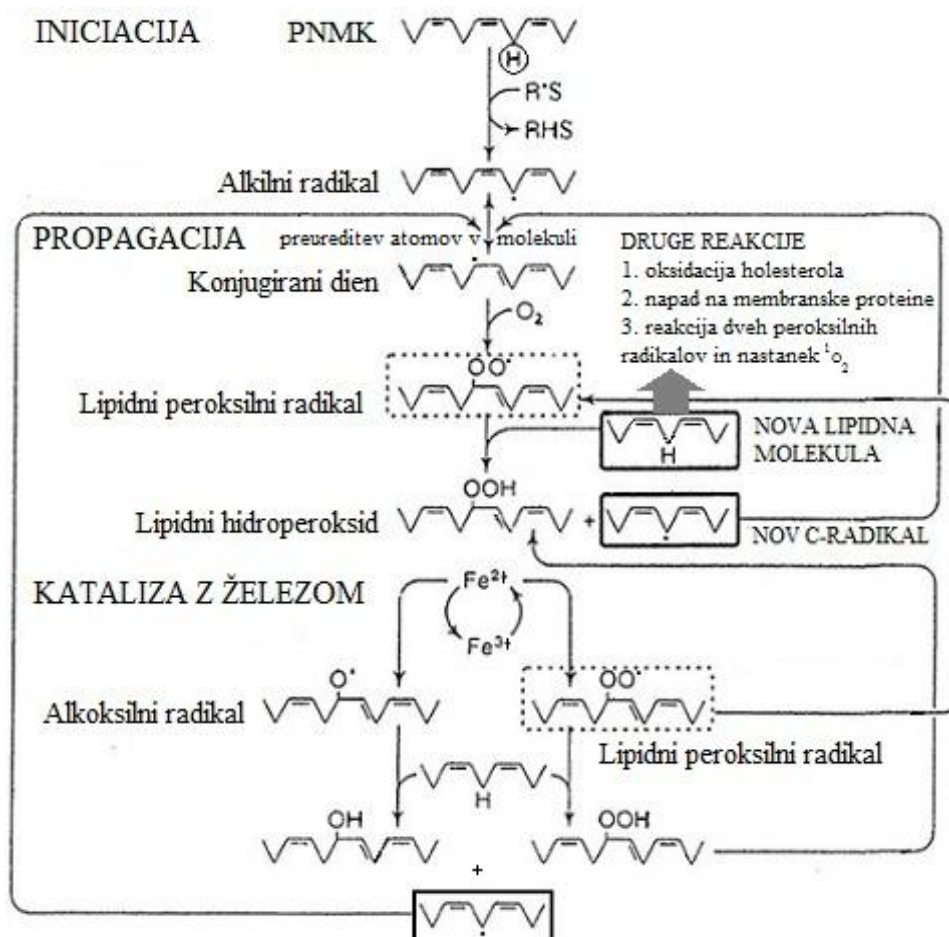 INICIACIJA
PNMK
H
R•S
RHS
Alkilni radikal
PROPAGACIJA
preureditev atomov v molekuli
Konjugirani dien
O₂
DRUGE REAKCIJE
1. oksidacija holesterola
2. napad na membranske proteine
3. reakcija dveh peroksilnih
radikalov in nastanek ¹O₂
OO•
Lipidni peroksilni radikal
H
NOVA LIPIDNA
MOLEKULA
OOH
Lipidni hidroperoksid
+
NOV C-RADIKAL
KATALIZA Z ŽELEZOM
Fe²⁺
Fe³⁺
O•
Alkoksilni radikal
OO•
Lipidni peroksilni radikal
H
OH
OOH
+